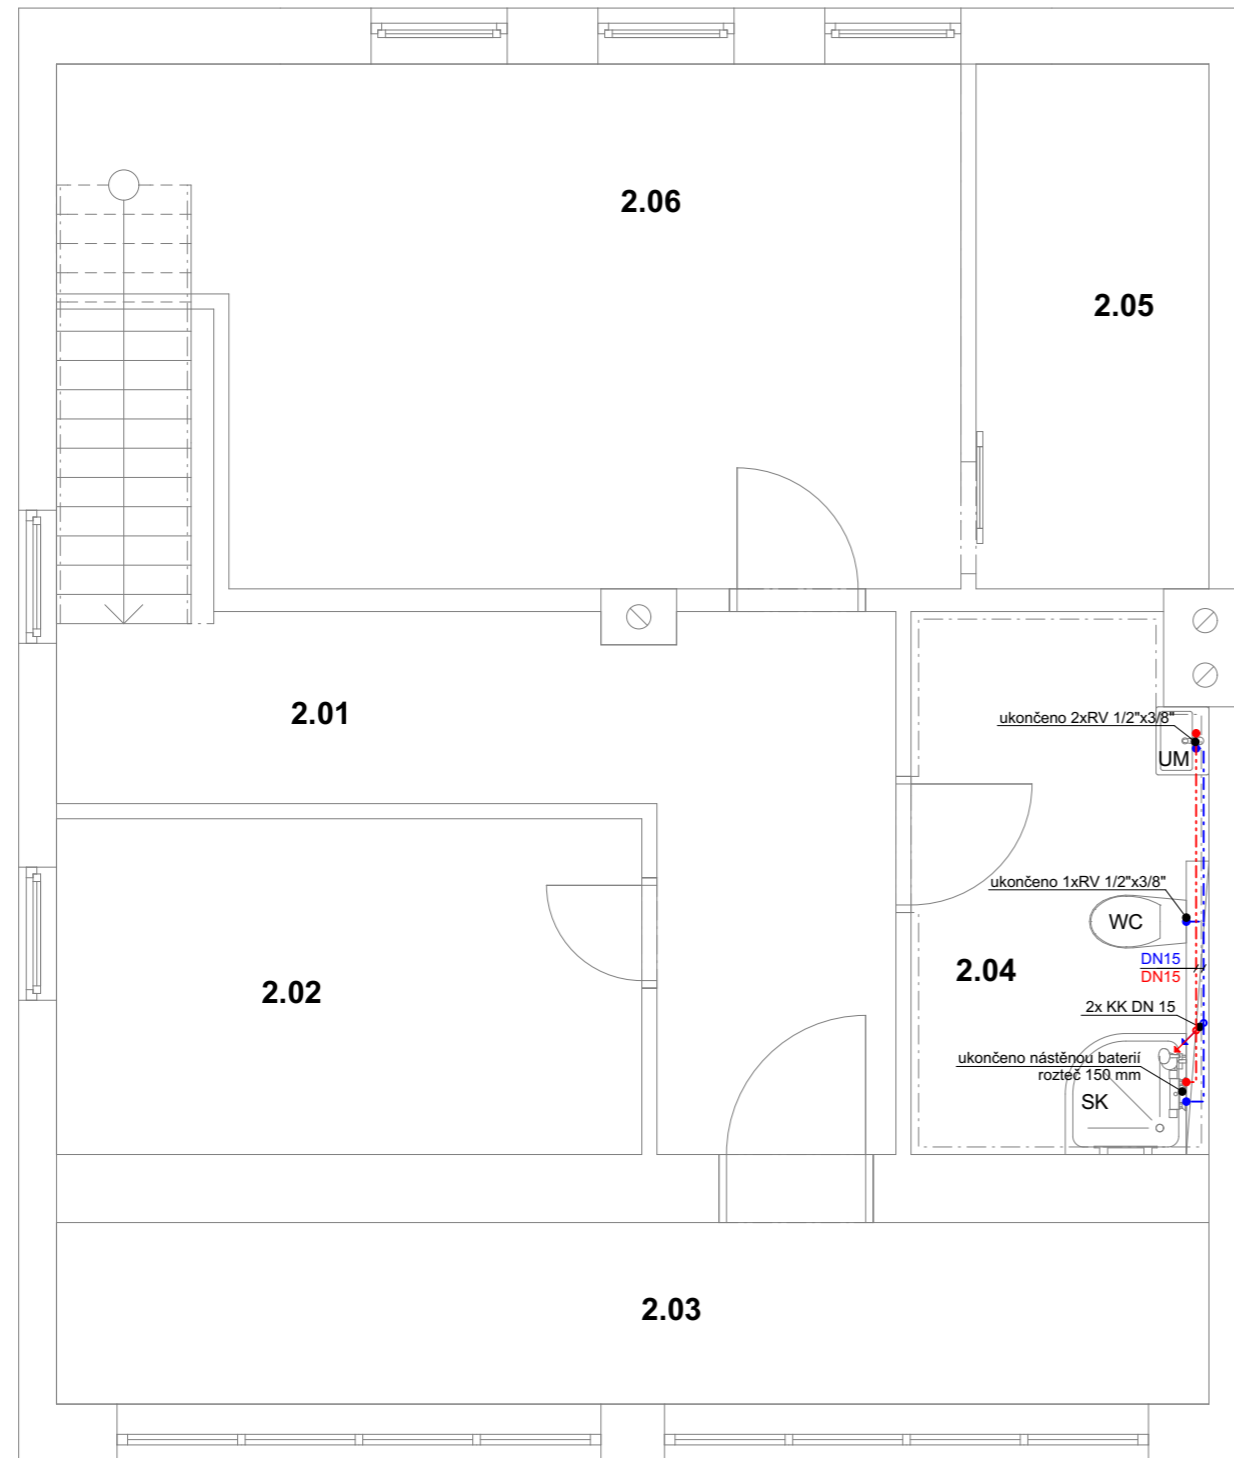 2.06
2.05
2.01
ukončeno 2xRV 1/2"x3/8"
UM
ukončeno 1xRV 1/2"x3/8"
WC
DN15
DN15
2.04
2.02
2x KK DN 15
ukončeno nástěnou baterií
rozteč 150 mm
SK
2.03